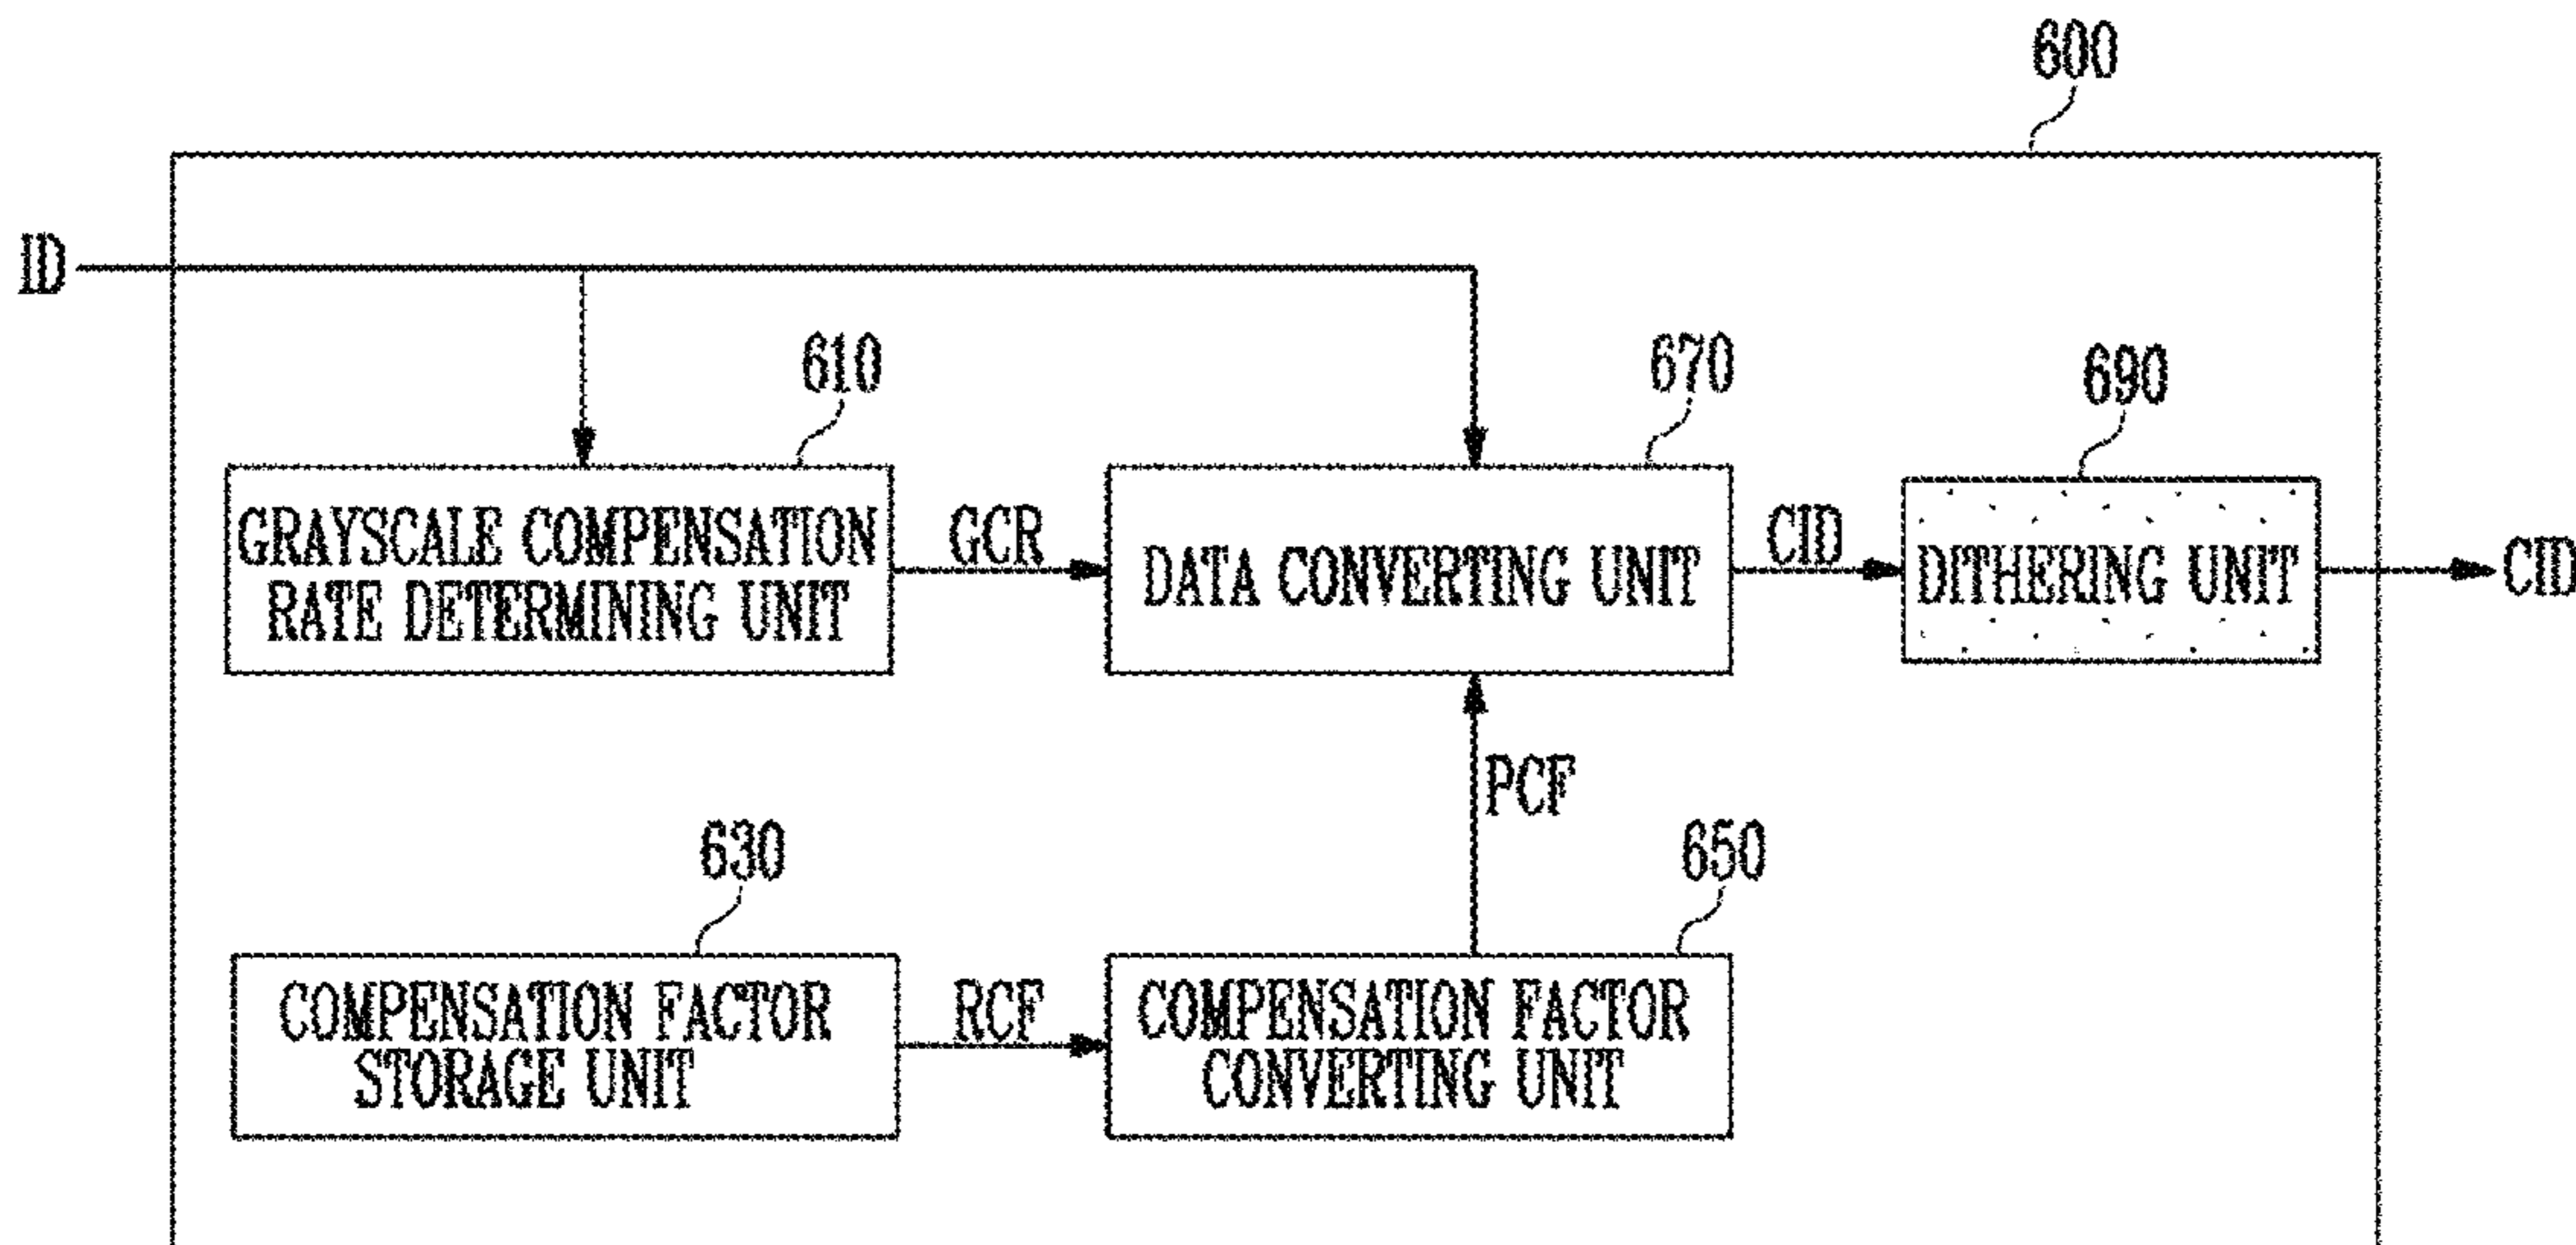 600
ID
610
670
690
GRAYSCALE COMPENSATION
RATE DETERMINING UNIT
GCR
DATA CONVERTING UNIT
CID
DITHERING UNIT
CID
PCF
630
650
COMPENSATION FACTOR
STORAGE UNIT
RCF
COMPENSATION FACTOR
CONVERTING UNIT